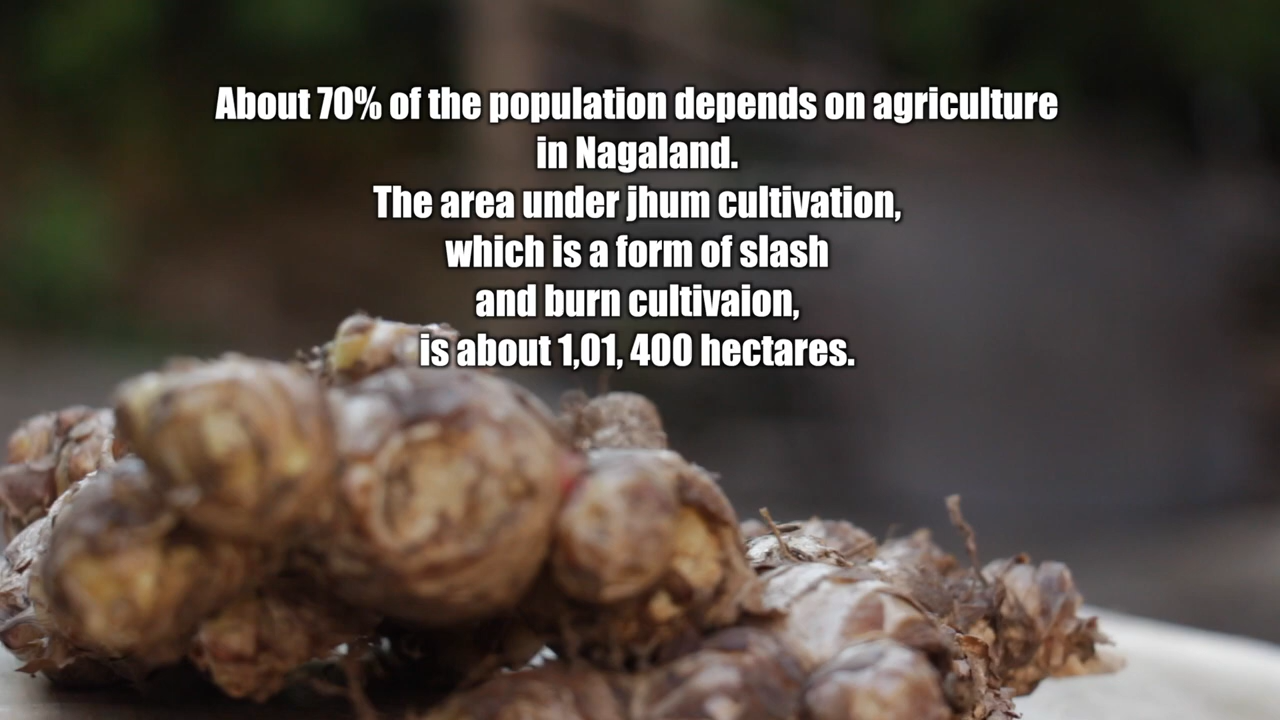 About 70% of the population depends on agriculture
in Nagaland.
The area under jhum cultivation,
which is a form of slash
and burn cultivaion,
is about 1,01, 400 hectares.